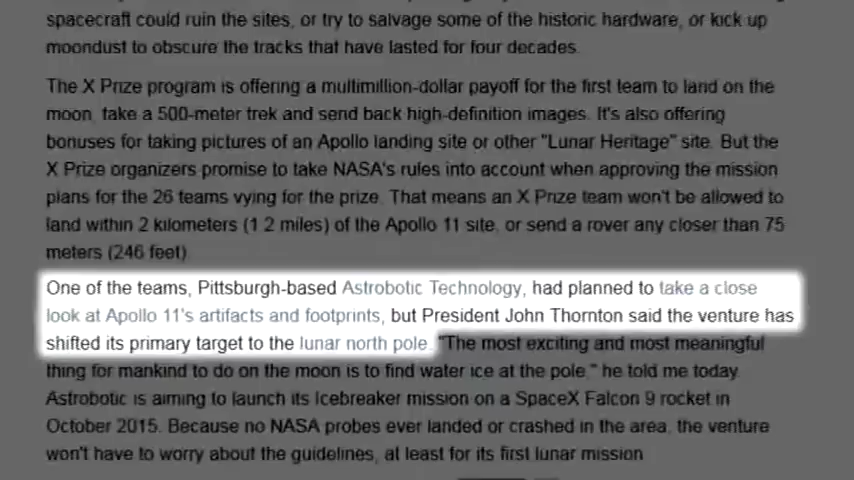 spacecraft could ruin the sites, or try to salvage some of the historic hardware, or kick up
moondust to obscure the tracks that have lasted for four decades.
The X Prize program is offering a multimillion-dollar payoff for the first team to land on the
moon, take a 500-meter trek and send back high-definition images. It's also offering
bonuses for taking pictures of an Apollo landing site or other "Lunar Heritage" site. But the
X Prize organizers promise to take NASA's rules into account when approving the mission
plans for the 26 teams vying for the prize. That means an X Prize team won't be allowed to
land within 2 kilometers (1.2 miles) of the Apollo 11 site, or send a rover any closer than 75
meters (246 feet).
One of the teams, Pittsburgh-based Astrobotic Technology, had planned to take a close
look at Apollo 11's artifacts and footprints, but President John Thornton said the venture has
shifted its primary target to the lunar north pole. "The most exciting and most meaningful
thing for mankind to do on the moon is to find water ice at the pole," he told me today.
Astrobotic is aiming to launch its Icebreaker mission on a SpaceX Falcon 9 rocket in
October 2015. Because no NASA probes ever landed or crashed in the area, the venture
won't have to worry about the guidelines, at least for its first lunar mission.